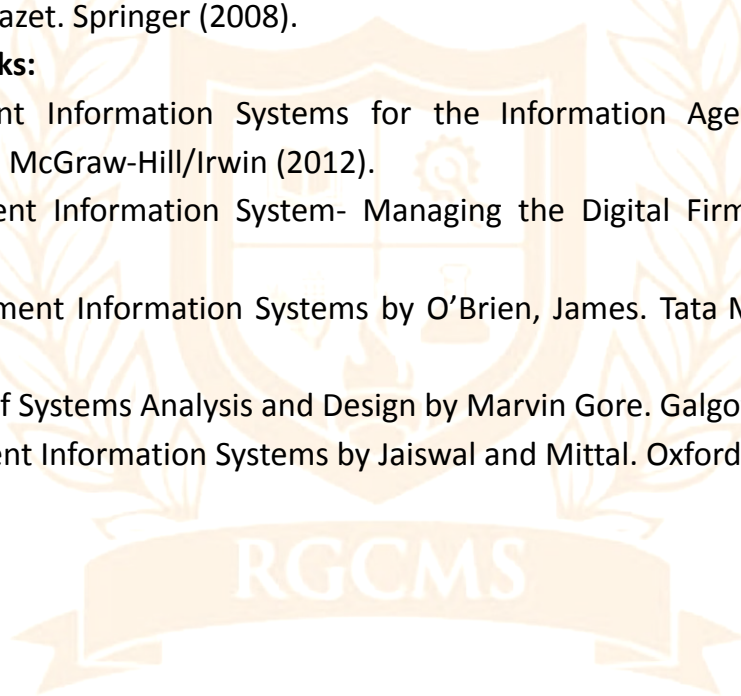 azet. Springer (2008).
ks:
nt Information Systems for the Information Age
McGraw-Hill/Irwin (2012).
ent Information System- Managing the Digital Firm
ment Information Systems by O’Brien, James. Tata M
f Systems Analysis and Design by Marvin Gore. Galgo
ent Information Systems by Jaiswal and Mittal. Oxford
RGCMS